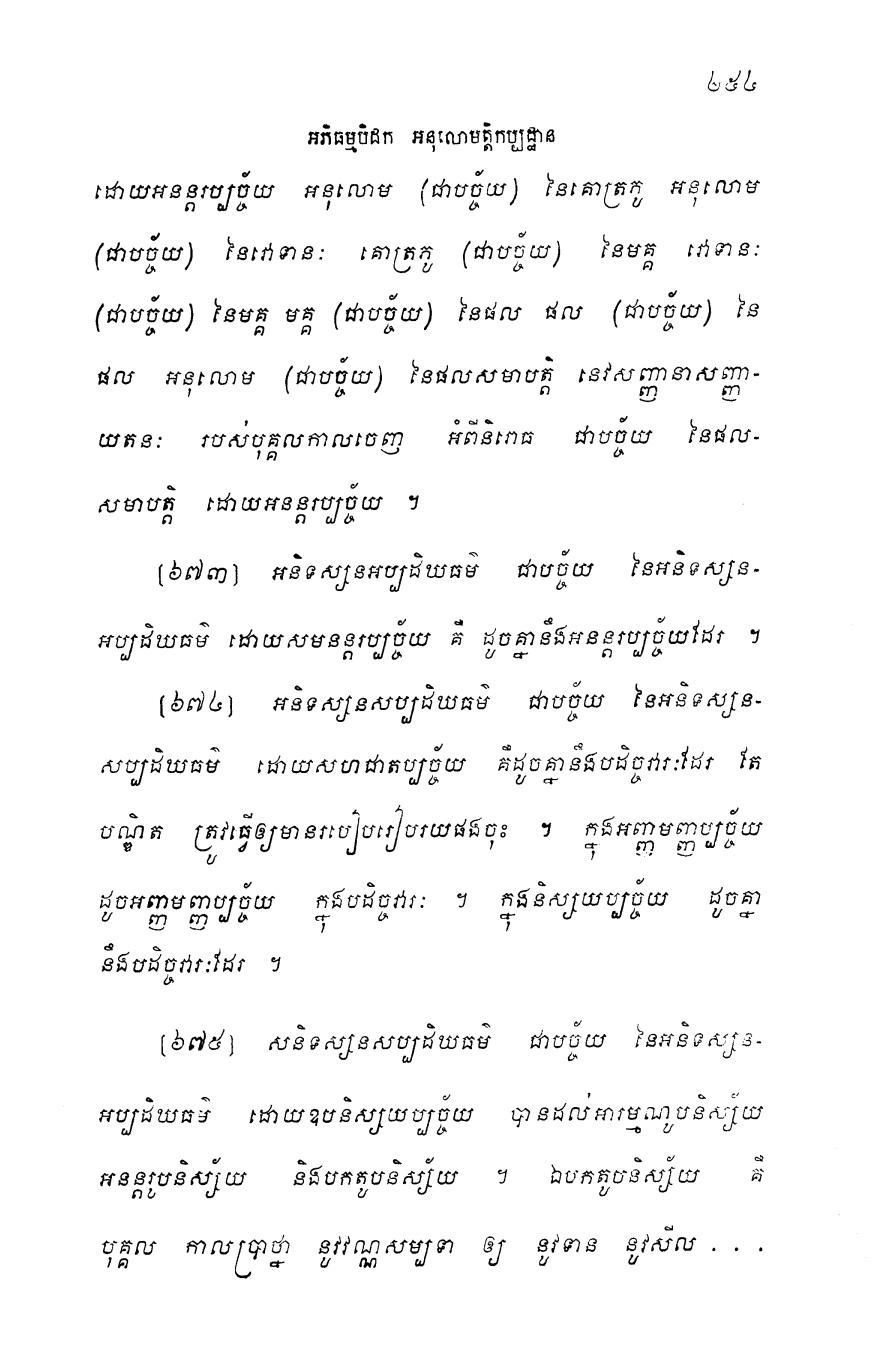 ២៥៤
អភិធម្មបិដក អនុលោមត្តិកប្បដ្ឋាន
ដោយអនន្តរប្បច្ច័យ អនុលោម (ជាបច្ច័យ) នៃគោត្រភូ អនុលោម
(ជាបច្ច័យ) នៃវោទានៈ គោត្រភូ (ជាបច្ច័យ) នៃមគ្គ វោទានៈ
(ជាបច្ច័យ) នៃមគ្គ មគ្គ (ជាបច្ច័យ) នៃផល ផល (ជាបច្ច័យ) នៃ
ផល អនុលោម (ជាបច្ច័យ) នៃផលសមាបត្តិ នេវសញ្ញានាសញ្ញា-
យតនៈ របស់បុគ្គលកាលចេញ អំពីនិរោធ ជាបច្ច័យ នៃផល-
សមាបត្តិ ដោយអនន្តរប្បច្ច័យ ។
[៦៧៣] អនិទស្សនអប្បដិឃធម៌ ជាបច្ច័យ នៃអនិទស្សន-
អប្បដិឃធម៌ ដោយសមនន្តរប្បច្ច័យ គឺ ដូចគ្នានឹងអនន្តរប្បច្ច័យដែរ ។
[៦៧៤] អនិទស្សនសប្បដិឃធម៌ ជាបច្ច័យ នៃអនិទស្សន-
សប្បដិឃធម៌ ដោយសហជាតប្បច្ច័យ គឺដូចគ្នានឹងបដិច្ចវារៈដែរ តែ
បណ្ឌិត ត្រូវធ្វើឲ្យមានរបៀបរៀបរយផងចុះ ។ ក្នុងអញ្ញាមញ្ញាប្បច្ច័យ
ដូចអញ្ញាមញ្ញាប្បច្ច័យ ក្នុងបដិច្ចវារៈ ។ ក្នុងនិស្សយប្បច្ច័យ ដូចគ្នា
នឹងបដិច្ចវារៈដែរ ។
[៦៧៥] សនិទស្សនសប្បដិឃធម៌ ជាបច្ច័យ នៃអនិទស្សន-
អប្បដិឃធម៌ ដោយឧបនិស្សយប្បច្ច័យ បានដល់អារម្មណូបនិស្ស័យ
អនន្តរូបនិស្ស័យ និងបកតូបនិស្ស័យ ។ ឯបកតូបនិស្ស័យ គឺ
បុគ្គល កាលប្រាថ្នា នូវវណ្ណសម្បទា ឲ្យ នូវទាន នូវសីល . . .